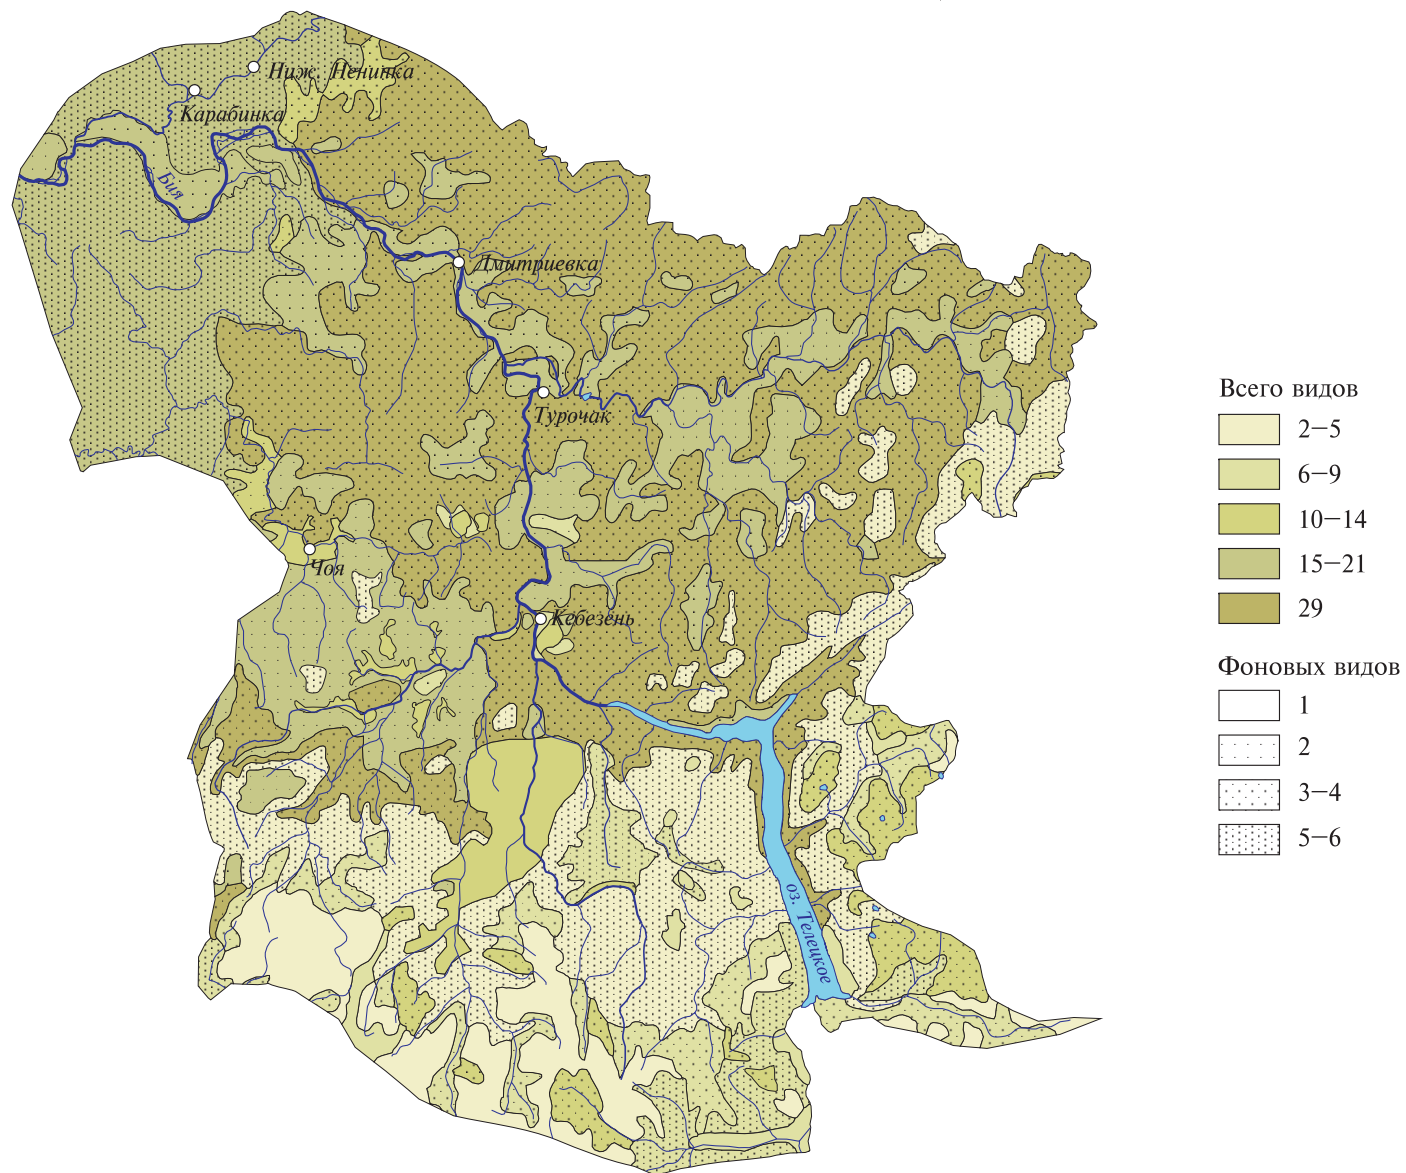 Ниж. Ненинка
Карабинка
Бия
Дмитриевка
Турочак
Чоя
Кебезень
оз. Телецкое
Всего видов
2–5
6–9
10–14
15–21
29
Фоновых видов
1
2
3–4
5–6